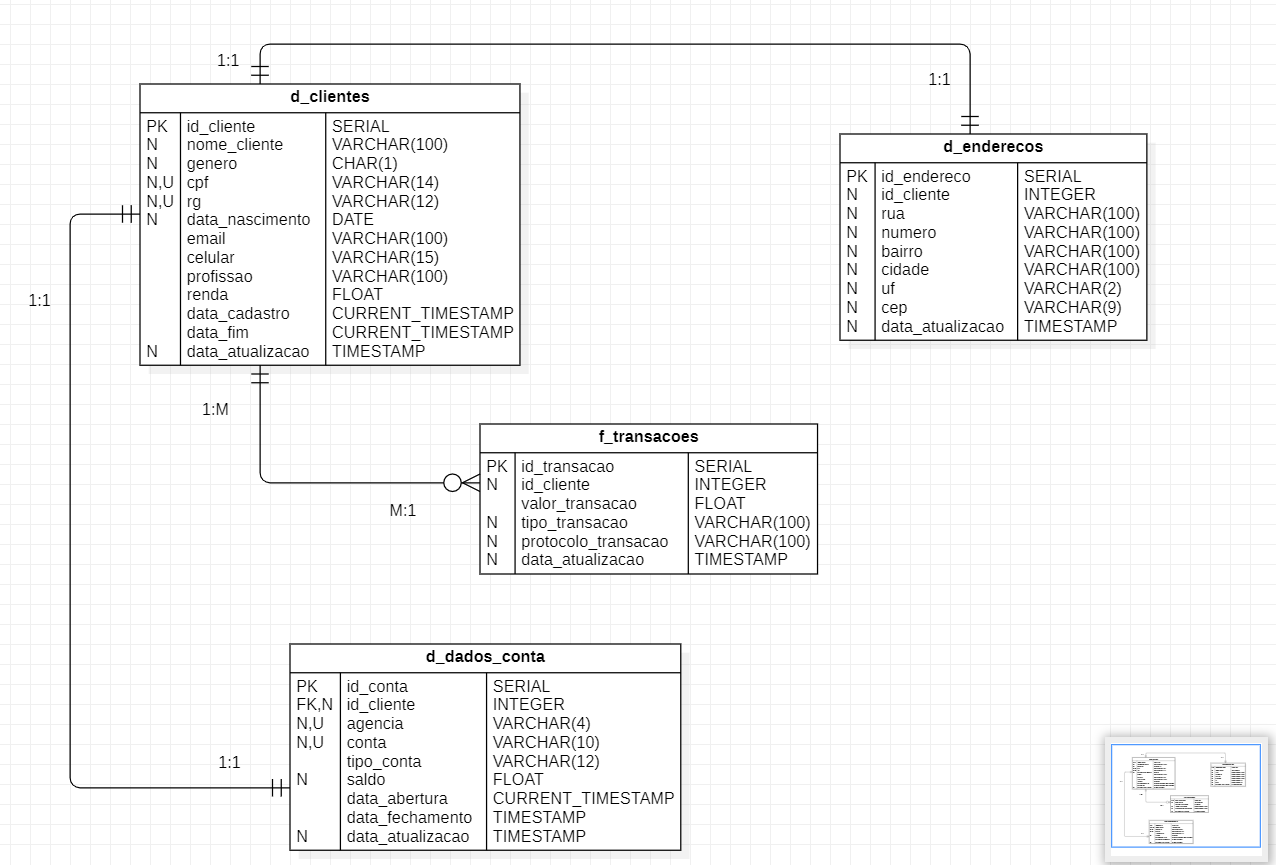 1:1
d_clientes
PK id_cliente SERIAL
N nome_cliente VARCHAR(100)
N genero CHAR(1)
N,U cpf VARCHAR(14)
N,U rg VARCHAR(12)
N data_nascimento DATE
email VARCHAR(100)
celular VARCHAR(15)
profissao VARCHAR(100)
renda FLOAT
data_cadastro CURRENT_TIMESTAMP
data_fim CURRENT_TIMESTAMP
N data_atualizacao TIMESTAMP
1:1
d_enderecos
PK id_endereco SERIAL
N id_cliente INTEGER
N rua VARCHAR(100)
N numero VARCHAR(100)
N bairro VARCHAR(100)
N cidade VARCHAR(100)
N uf VARCHAR(2)
N cep VARCHAR(9)
N data_atualizacao TIMESTAMP
1:1
1:M
M:1
f_transacoes
PK id_transacao SERIAL
N id_cliente INTEGER
valor_transacao FLOAT
N tipo_transacao VARCHAR(100)
N protocolo_transacao VARCHAR(100)
N data_atualizacao TIMESTAMP
1:1
d_dados_conta
PK id_conta SERIAL
FK,N id_cliente INTEGER
N,U agencia VARCHAR(4)
N,U conta VARCHAR(10)
tipo_conta VARCHAR(12)
N saldo FLOAT
data_abertura CURRENT_TIMESTAMP
data_fechamento TIMESTAMP
N data_atualizacao TIMESTAMP